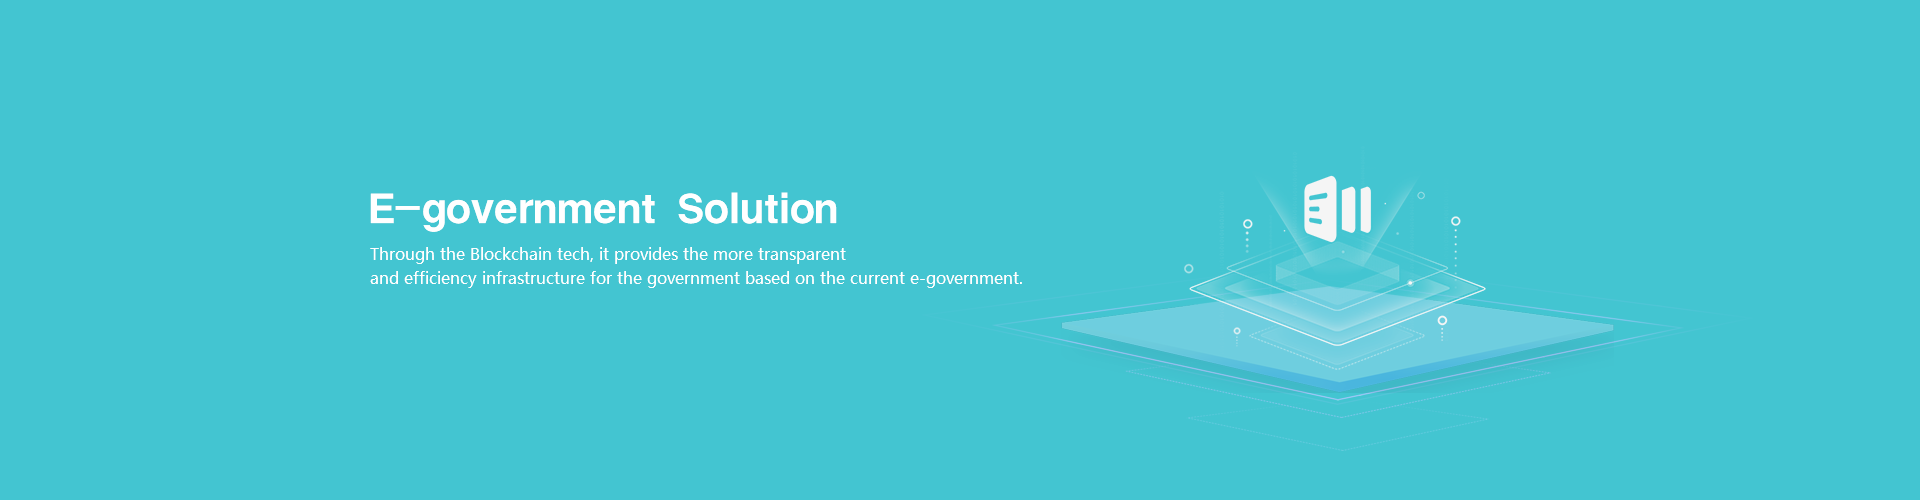 E-government Solution
Through the Blockchain tech, it provides the more transparent
and efficiency infrastructure for the government based on the current e-government.